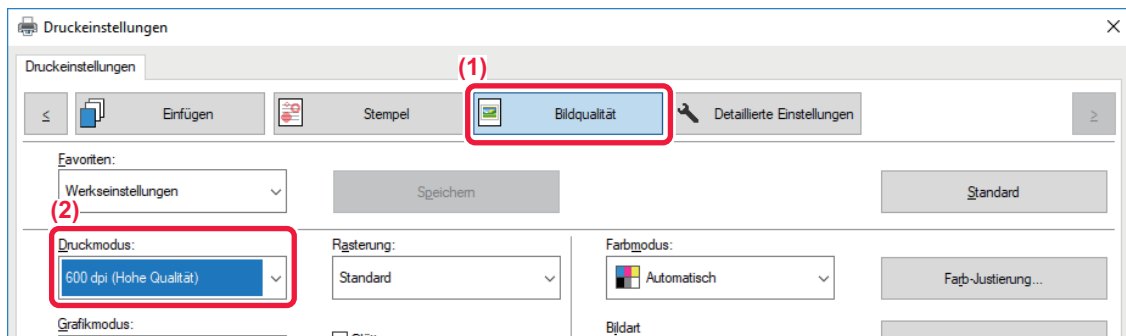 Druckeinstellungen
Druckeinstellungen
(1)
< Einfügen Stempel Bildqualität Detaillierte Einstellungen >
Favoriten:
Werkseinstellungen Speichern Standard
(2)
Druckmodus: Rasterung: Farbmodus:
600 dpi (Hohe Qualität) Standard Automatisch Farb-Justierung...
Grafikmodus: Bildart